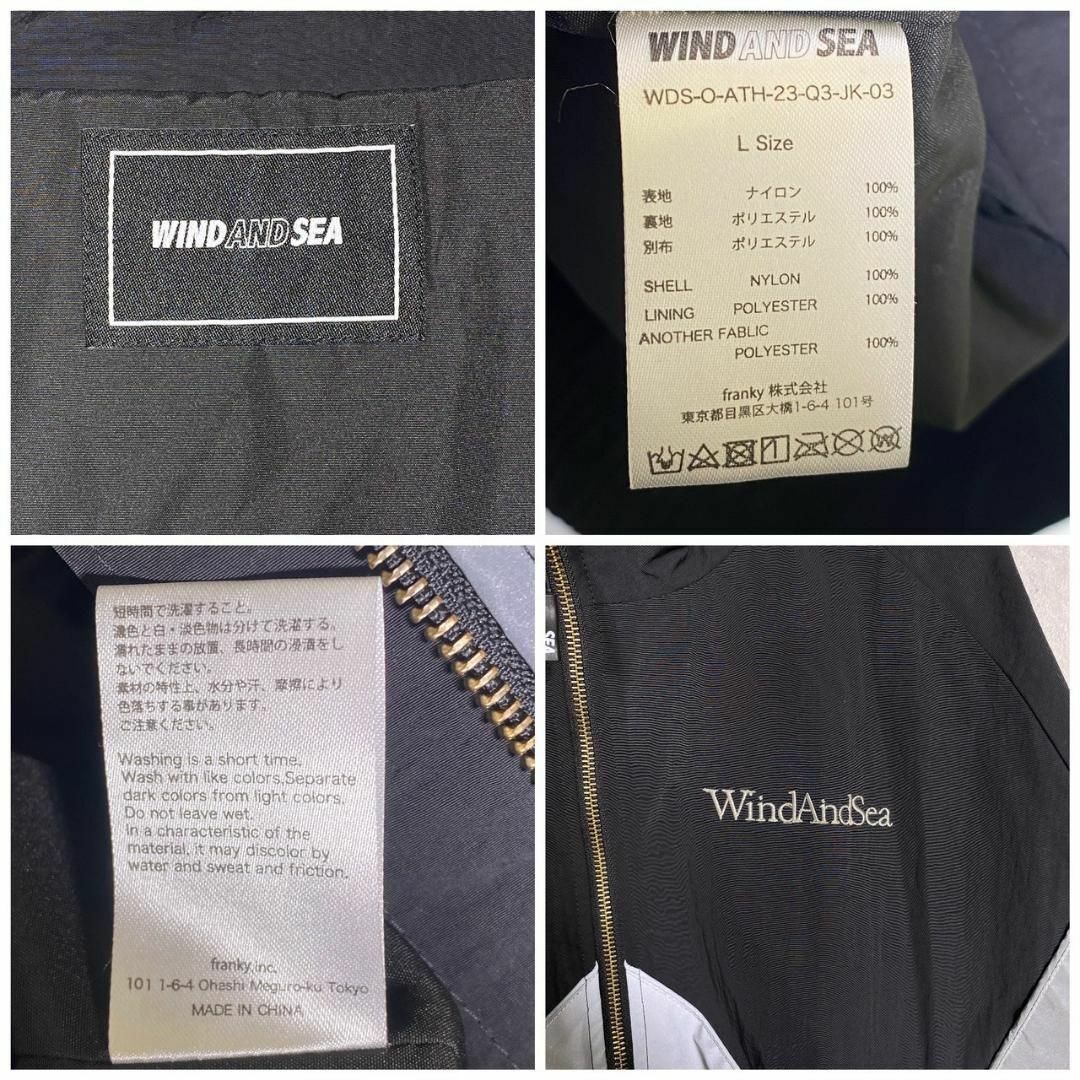 WIND AND SEA
WIND AND SEA
WDS-O-ATH-23-Q3-JK-03
L Size
表地 ナイロン 100%
裏地 ポリエステル 100%
別布 ポリエステル 100%
SHELL NYLON 100%
LINING POLYESTER 100%
ANOTHER FABLIC
POLYESTER 100%
franky 株式会社
東京都目黒区大橋1-6-4 101号
短時間で洗濯すること。
濃色と白・淡色物は分けて洗濯する。
濡れたままの放置、長時間の浸漬をし
ないでください。
素材の特性上、水分や汗、摩擦により
色落ちする事があります。
ご注意ください。
Washing is a short time.
Wash with like colors.Separate
dark colors from light colors.
Do not leave wet.
In a characteristic of the
material, it may discolor by
water and sweat and friction.
franky,inc.
101 1-6-4 Ohashi Meguro-ku Tokyo
MADE IN CHINA
SEA
WindAndSea